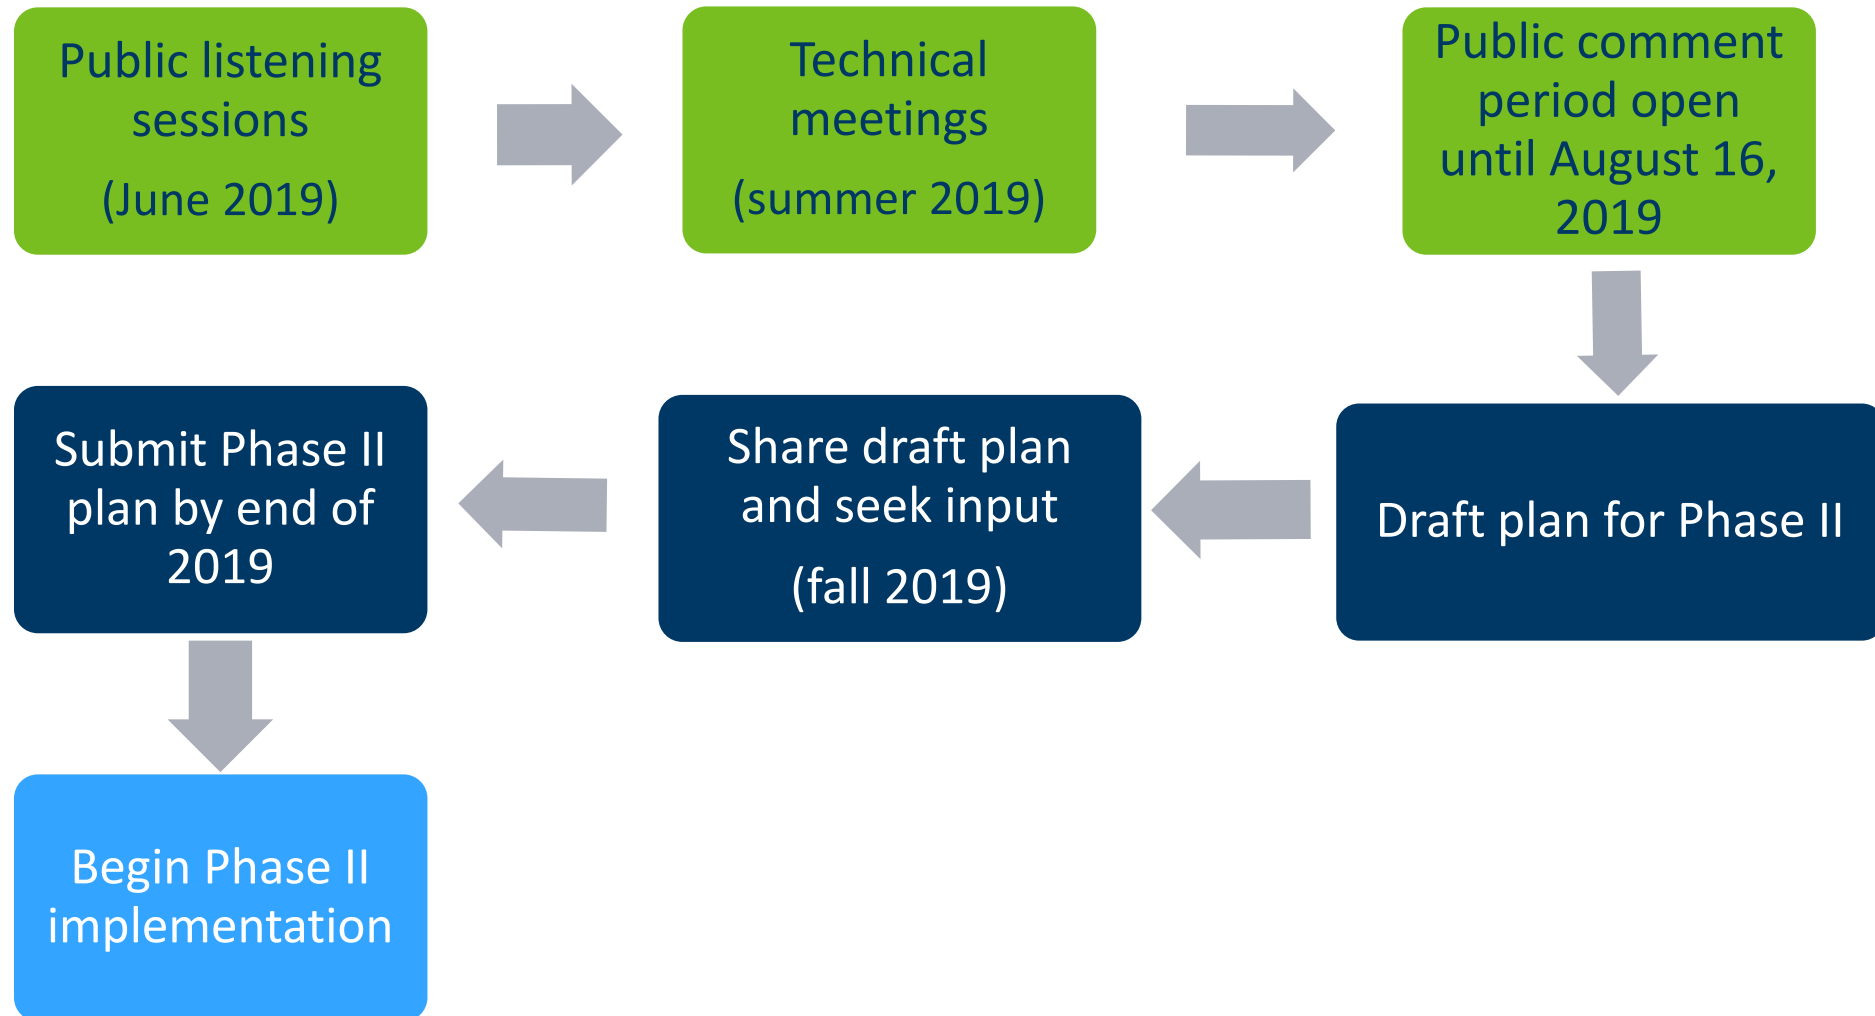 Public listening
sessions
(June 2019)
Technical
meetings
(summer 2019)
Public comment
period open
until August 16,
2019
Draft plan for Phase II
Share draft plan
and seek input
(fall 2019)
Submit Phase II
plan by end of
2019
Begin Phase II
implementation